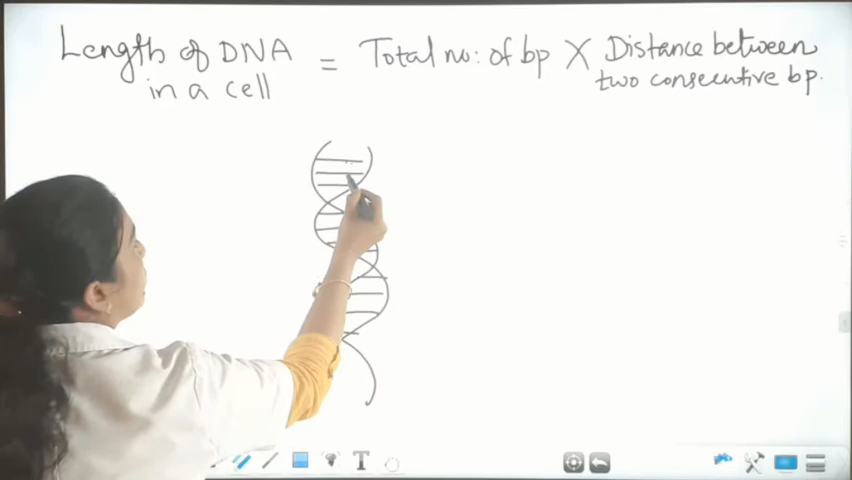 Length of DNA = Total no: of bp X Distance between
in a cell two consecutive bp.
T